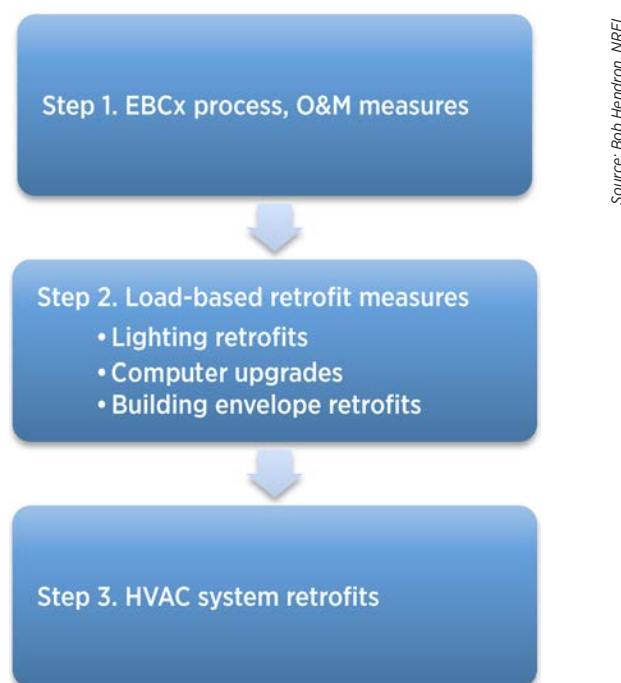 Step 1. EBCx process, O&M measures
Step 2. Load-based retrofit measures
• Lighting retrofits
• Computer upgrades
• Building envelope retrofits
Step 3. HVAC system retrofits
Source: Bob Hendron, NREL